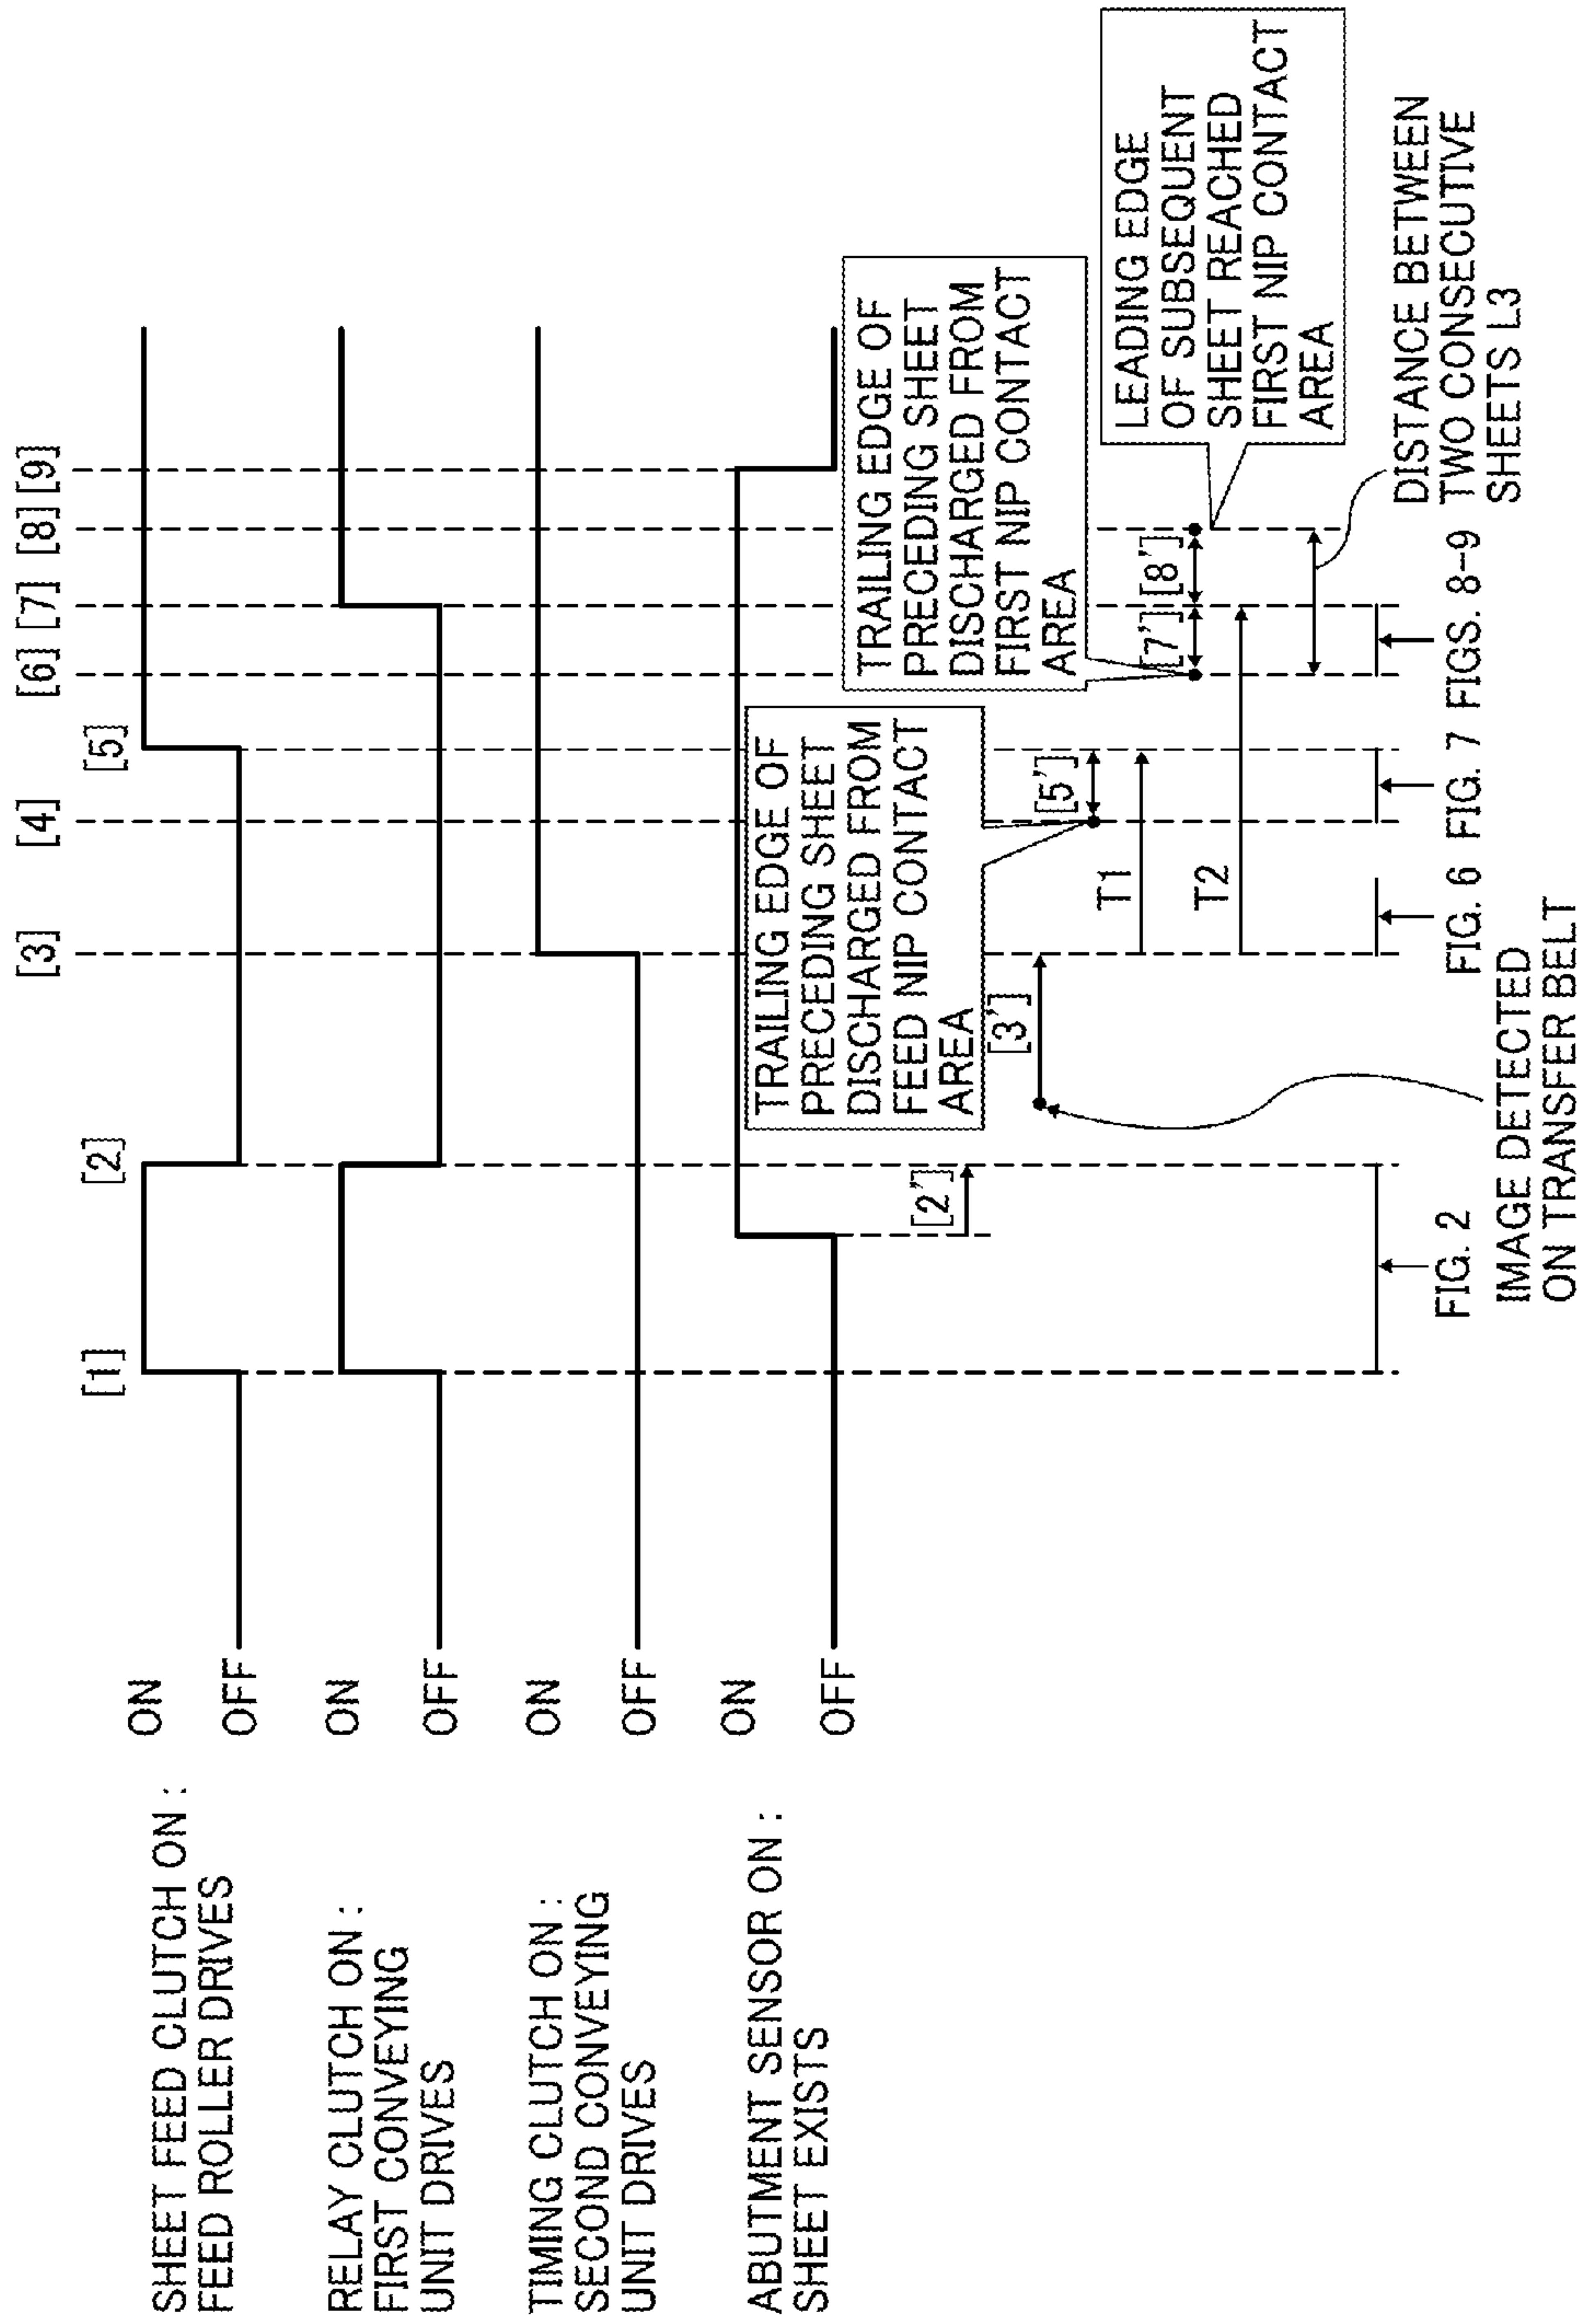 [1]
[2]
[3]
[4]
[5]
[6] [7] [8] [9]
SHEET FEED CLUTCH ON :
FEED ROLLER DRIVES
ON
OFF
RELAY CLUTCH ON :
FIRST CONVEYING
UNIT DRIVES
ON
OFF
TIMING CLUTCH ON :
SECOND CONVEYING
UNIT DRIVES
ON
OFF
ABUTMENT SENSOR ON :
SHEET EXISTS
ON
OFF
TRAILING EDGE OF
PRECEDING SHEET
DISCHARGED FROM
FEED NIP CONTACT
AREA
TRAILING EDGE OF
PRECEDING SHEET
DISCHARGED FROM
FIRST NIP CONTACT
AREA
LEADING EDGE
OF SUBSEQUENT
SHEET REACHED
FIRST NIP CONTACT
AREA
[2']
[3']
[5']
[7']
[8']
T1
T2
DISTANCE BETWEEN
TWO CONSECUTIVE
SHEETS L3
FIG. 2
FIG. 6
FIG. 7
FIGS. 8-9
IMAGE DETECTED
ON TRANSFER BELT